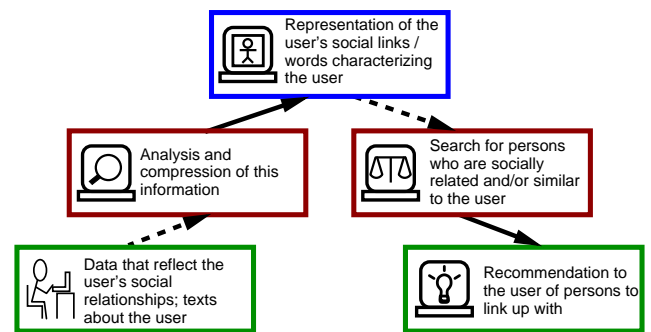 Representation of the
user's social links /
words characterizing
the user
Analysis and
compression of this
information
Search for persons
who are socially
related and/or similar
to the user
Data that reflect the
user's social
relationships; texts
about the user
Recommendation to
the user of persons to
link up with